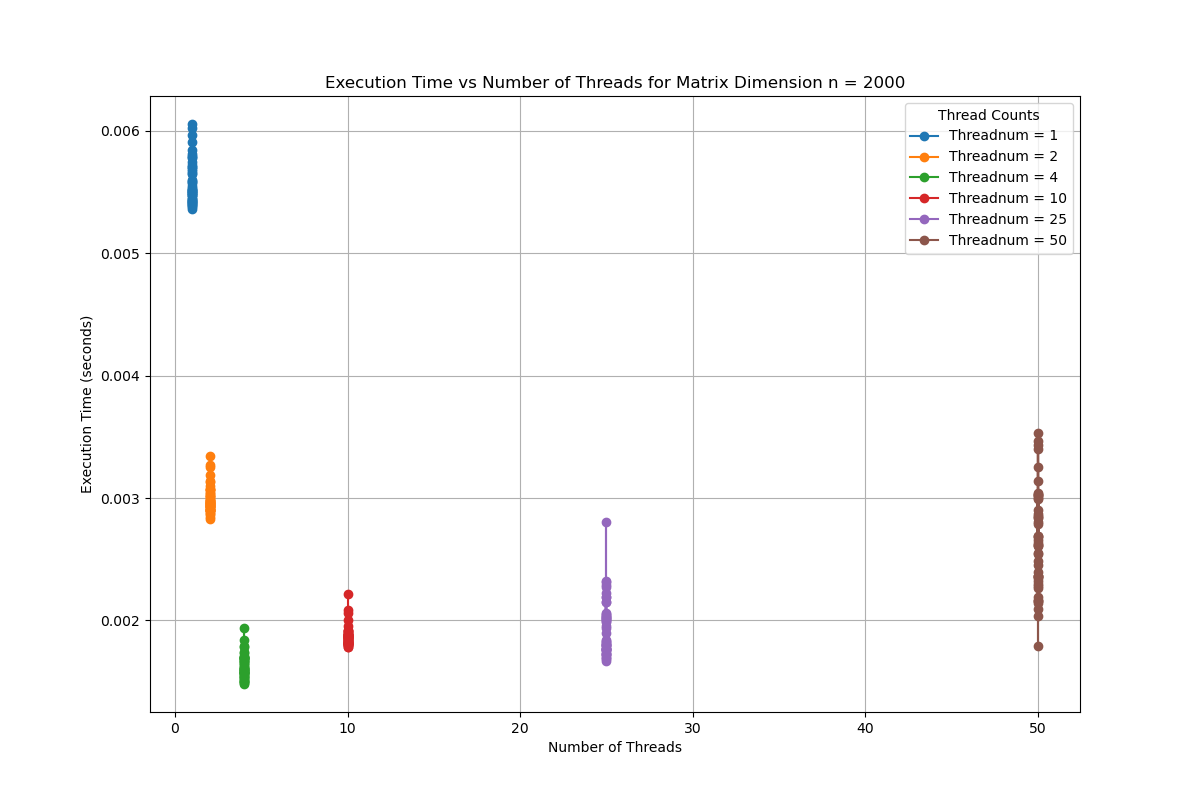 Execution Time vs Number of Threads for Matrix Dimension n = 2000
Thread Counts
Threadnum = 1
Threadnum = 2
Threadnum = 4
Threadnum = 10
Threadnum = 25
Threadnum = 50
0.006
0.005
0.004
0.003
0.002
Execution Time (seconds)
0 10 20 30 40 50
Number of Threads